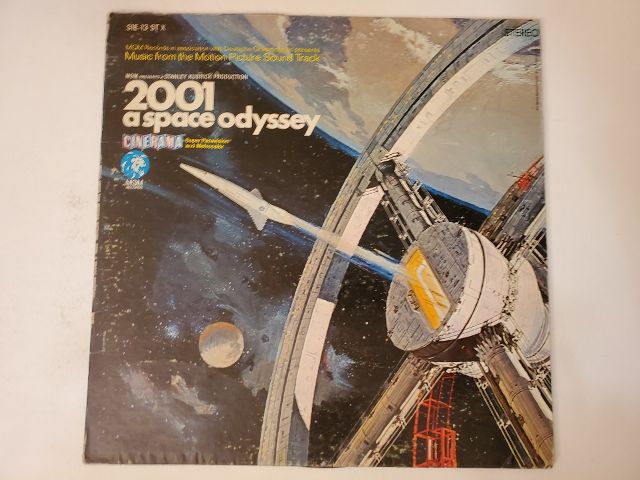 S1E-13 ST X
STEREO
MGM Records in association with Deutsche Grammophon presents
Music from the Motion Picture Sound Track
MGM PRESENTS A STANLEY KUBRICK PRODUCTION
2001
a space odyssey
CINERAMA Super Panavision®
and Metrocolor
MGM
RECORDS